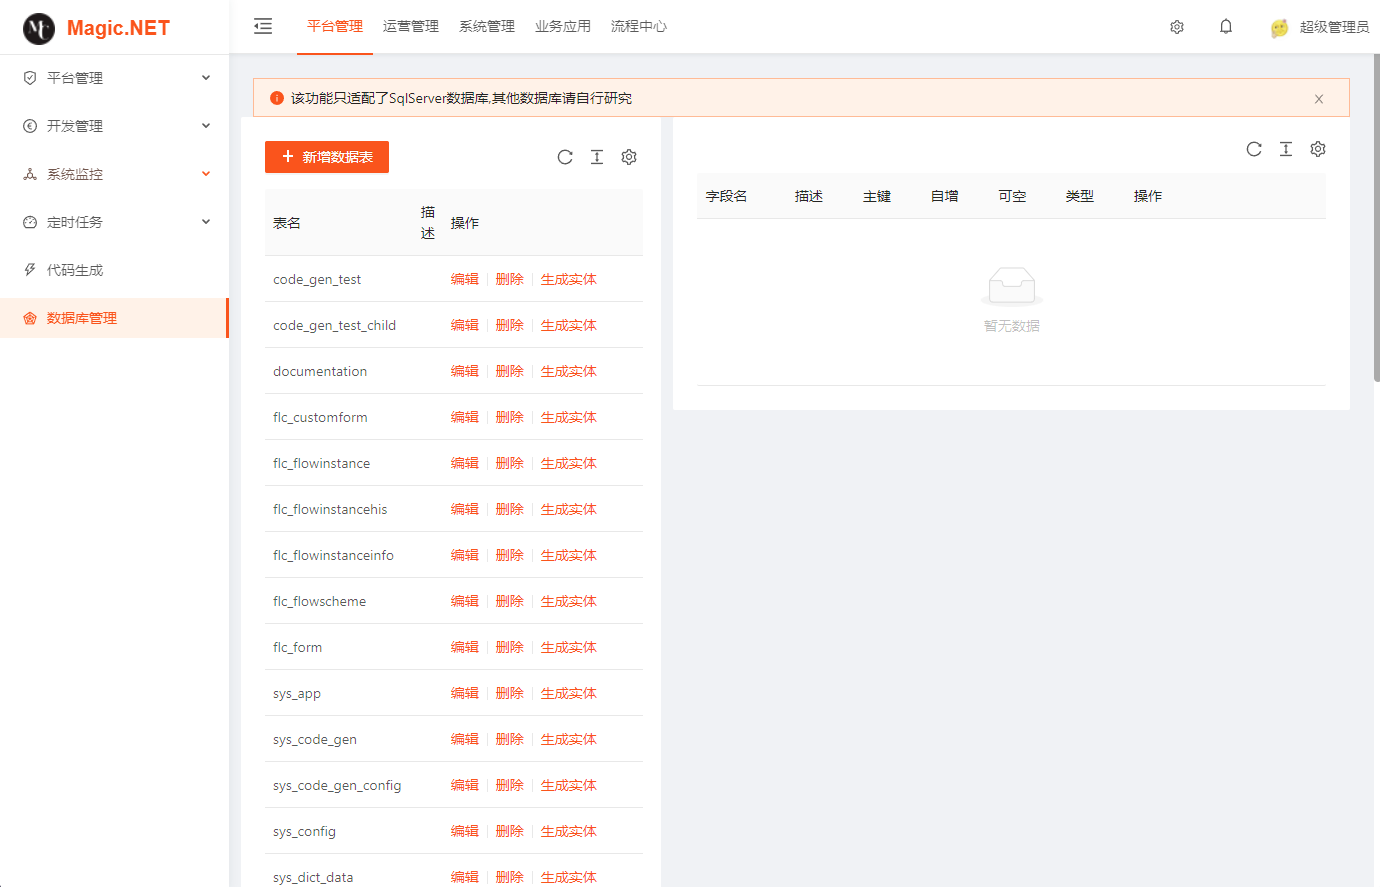 Magic.NET
平台管理 运营管理 系统管理 业务应用 流程中心
超级管理员
平台管理
开发管理
系统监控
定时任务
代码生成
数据库管理
该功能只适配了SqlServer数据库,其他数据库请自行研究
新增数据表
表名 描述 操作
code_gen_test 编辑 删除 生成实体
code_gen_test_child 编辑 删除 生成实体
documentation 编辑 删除 生成实体
flc_customform 编辑 删除 生成实体
flc_flowinstance 编辑 删除 生成实体
flc_flowinstancehis 编辑 删除 生成实体
flc_flowinstanceinfo 编辑 删除 生成实体
flc_flowscheme 编辑 删除 生成实体
flc_form 编辑 删除 生成实体
sys_app 编辑 删除 生成实体
sys_code_gen 编辑 删除 生成实体
sys_code_gen_config 编辑 删除 生成实体
sys_config 编辑 删除 生成实体
sys_dict_data 编辑 删除 生成实体
字段名 描述 主键 自增 可空 类型 操作
暂无数据